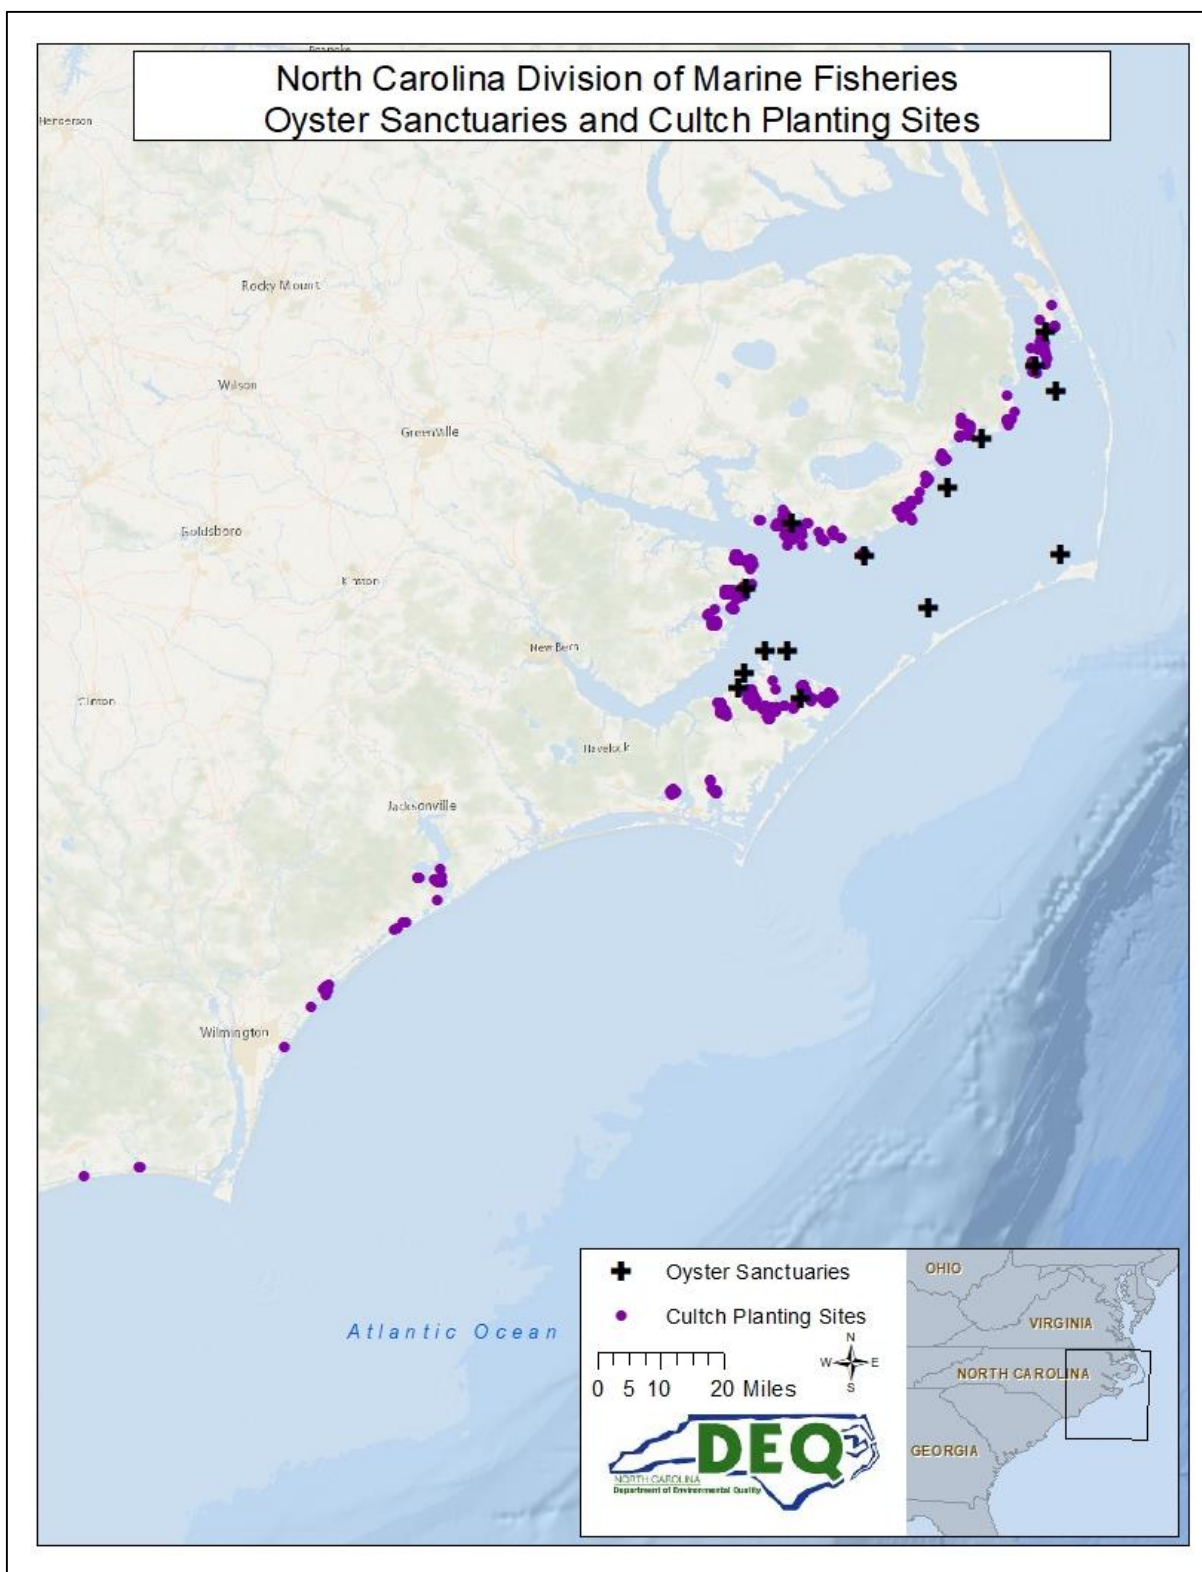 Roanoke
North Carolina Division of Marine Fisheries
Oyster Sanctuaries and Cultch Planting Sites
Henderson
Rocky Mount
Wilson
Greenville
Goldsboro
Kinston
New Bern
Clinton
Havelock
Jacksonville
Wilmington
Atlantic Ocean
Oyster Sanctuaries
Cultch Planting Sites
0 5 10 20 Miles
N
W E
S
DEQ
NORTH CAROLINA
Department of Environmental Quality
OHIO
VIRGINIA
NORTH CAROLINA
GEORGIA